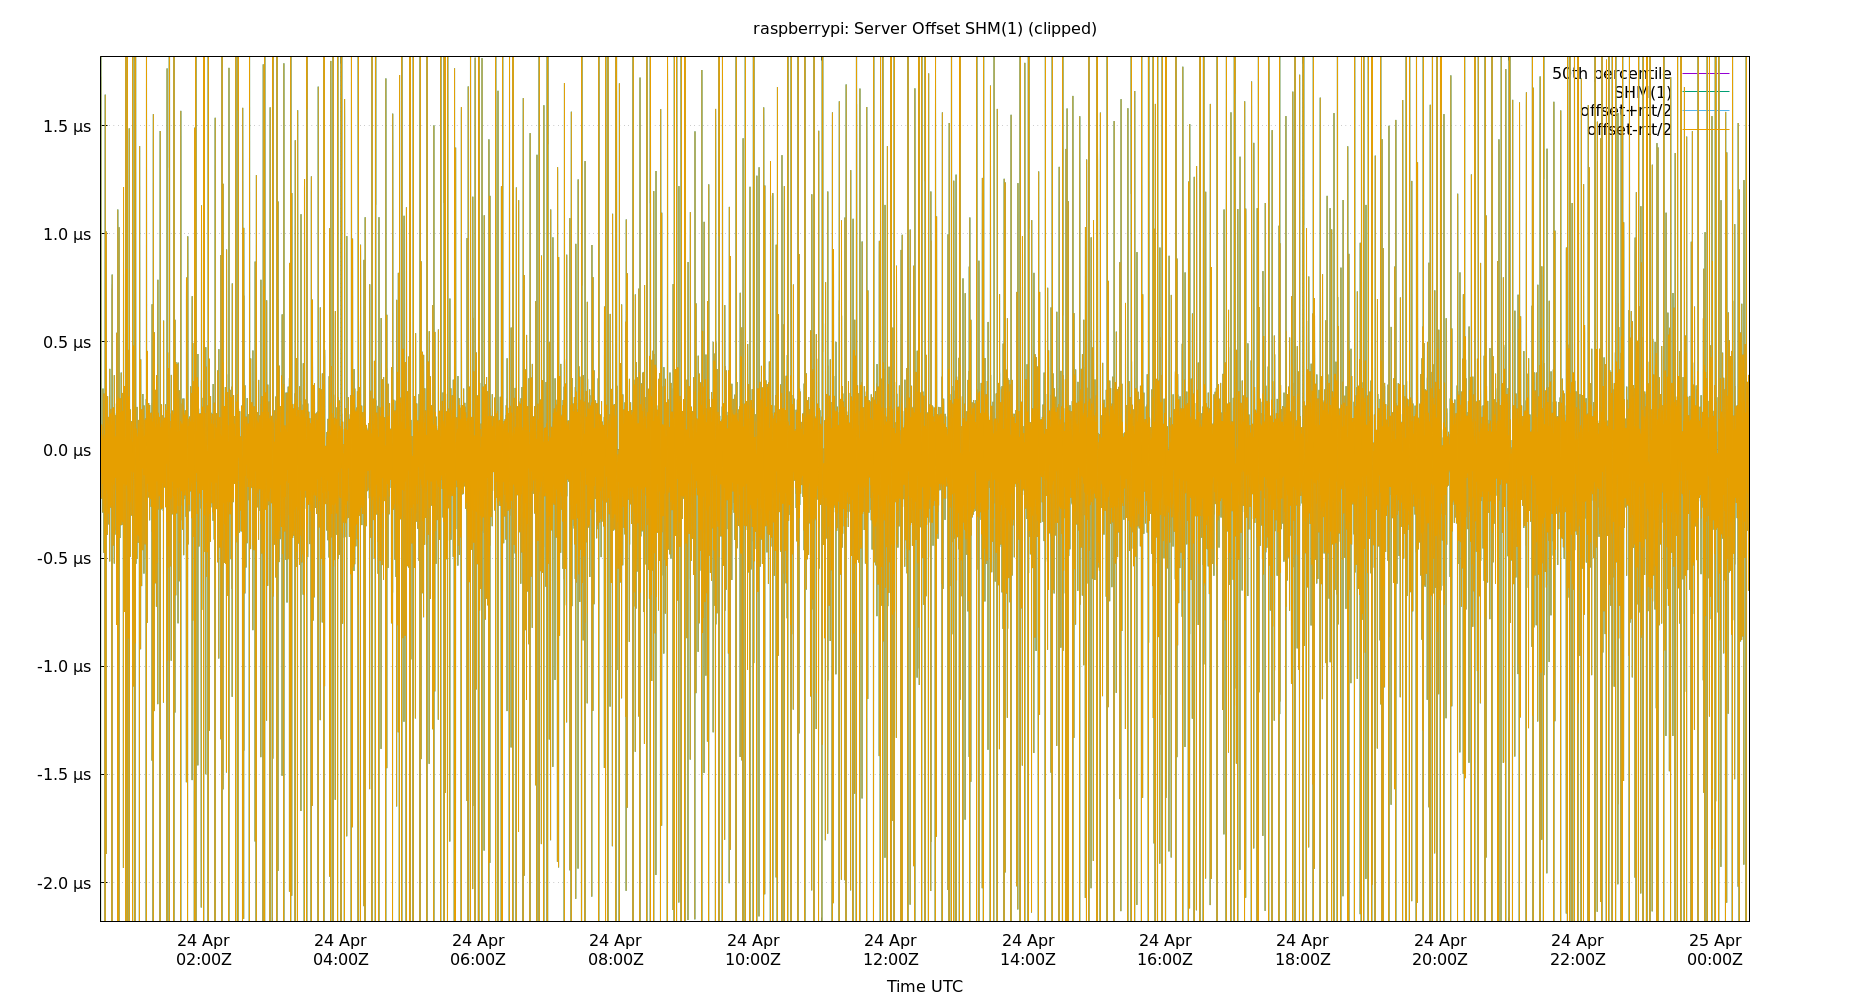 raspberrypi: Server Offset SHM(1) (clipped)
50th percentile
SHM(1)
offset+rtt/2
offset-rtt/2
1.5 μs
1.0 μs
0.5 μs
0.0 μs
-0.5 μs
-1.0 μs
-1.5 μs
-2.0 μs
24 Apr 24 Apr 24 Apr 24 Apr 24 Apr 24 Apr 24 Apr 24 Apr 24 Apr 24 Apr 24 Apr 25 Apr
02:00Z 04:00Z 06:00Z 08:00Z 10:00Z 12:00Z 14:00Z 16:00Z 18:00Z 20:00Z 22:00Z 00:00Z
Time UTC